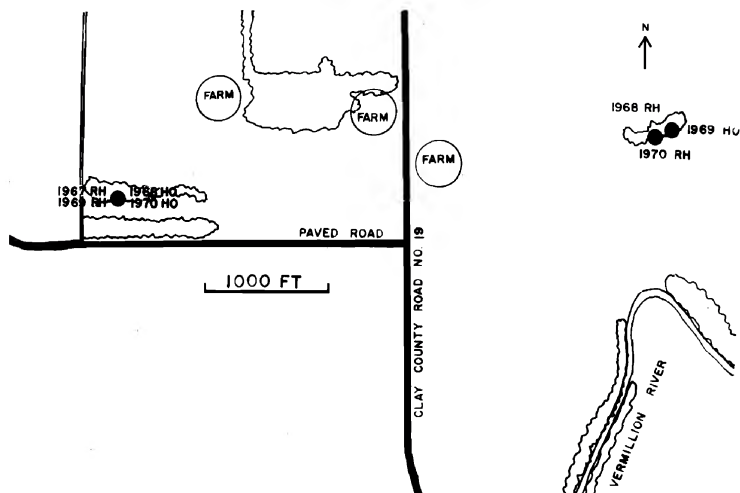 N
1968 RH
1969 HO
1970 RH
FARM
FARM
FARM
1967 RH 1968 HO
1969 RH 1970 HO
PAVED ROAD
1000 FT
CLAY COUNTY ROAD NO. 19
VERMILLION RIVER